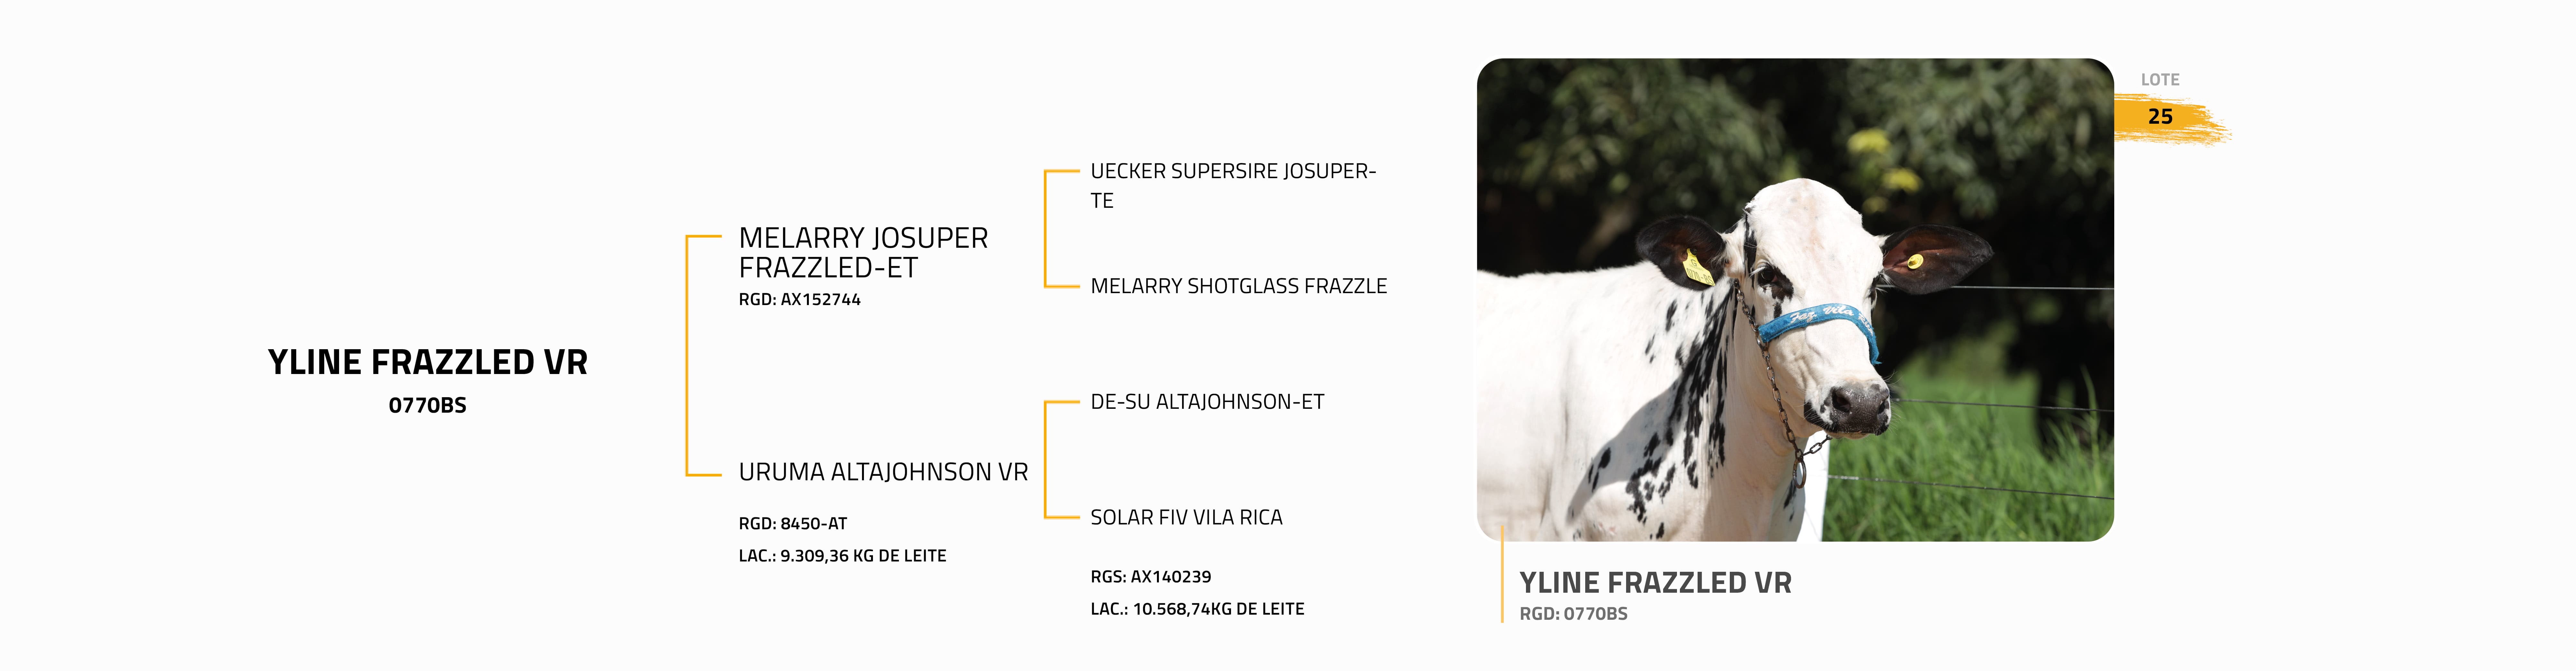 YLINE FRAZZLED VR
0770BS
MELARRY JOSUPER
FRAZZLED-ET
RGD: AX152744
URUMA ALTAJOHNSON VR
RGD: 8450-AT
LAC.: 9.309,36 KG DE LEITE
UECKER SUPERSIRE JOSUPER-
TE
MELARRY SHOTGLASS FRAZZLE
DE-SU ALTAJOHNSON-ET
SOLAR FIV VILA RICA
RGS: AX140239
LAC.: 10.568,74KG DE LEITE
Faz. Vila
LOTE
25
YLINE FRAZZLED VR
RGD: 0770BS